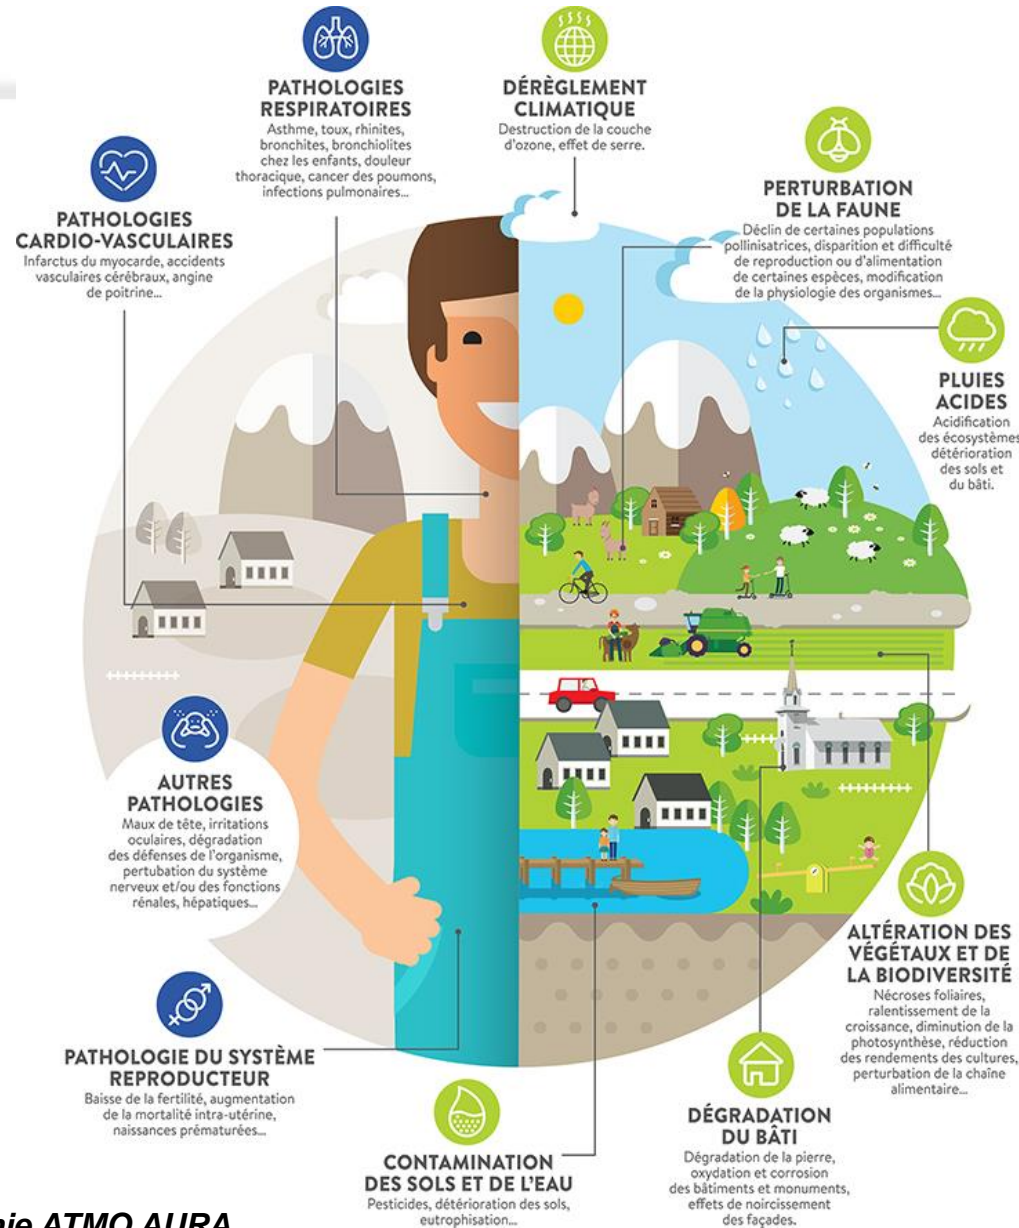 PATHOLOGIES
RESPIRATOIRES
Asthme, toux, rhinites,
bronchites, bronchiolites
chez les enfants, douleur
thoracique, cancer des poumons,
infections pulmonaires...
DÉRÈGLEMENT
CLIMATIQUE
Destruction de la couche
d'ozone, effet de serre.
PATHOLOGIES
CARDIO-VASCULAIRES
Infarctus du myocarde, accidents
vasculaires cérébraux, angine
de poitrine...
PERTURBATION
DE LA FAUNE
Déclin de certaines populations
pollinisatrices, disparition et difficulté
de reproduction ou d'alimentation
de certaines espèces, modification
de la physiologie des organismes...
PLUIES
ACIDES
Acidification
des écosystèmes
détérioration
des sols et
du bâti.
AUTRES
PATHOLOGIES
Maux de tête, irritations
oculaires, dégradation
des défenses de l'organisme,
pertubation du système
nerveux et/ou des fonctions
rénales, hépatiques...
ALTÉRATION DES
VÉGÉTAUX ET DE
LA BIODIVERSITÉ
Nécroses foliaires,
ralentissement de la
croissance, diminution de la
photosynthèse, réduction
des rendements des cultures,
perturbation de la chaîne
alimentaire...
PATHOLOGIE DU SYSTÈME
REPRODUCTEUR
Baisse de la fertilité, augmentation
de la mortalité intra-utérine,
naissances prématurées...
CONTAMINATION
DES SOLS ET DE L'EAU
Pesticides, détérioration des sols,
eutrophisation...
DÉGRADATION
DU BÂTI
Dégradation de la pierre,
oxydation et corrosion
des bâtiments et monuments,
effets de noircissement
des façades.
ATMO AURA